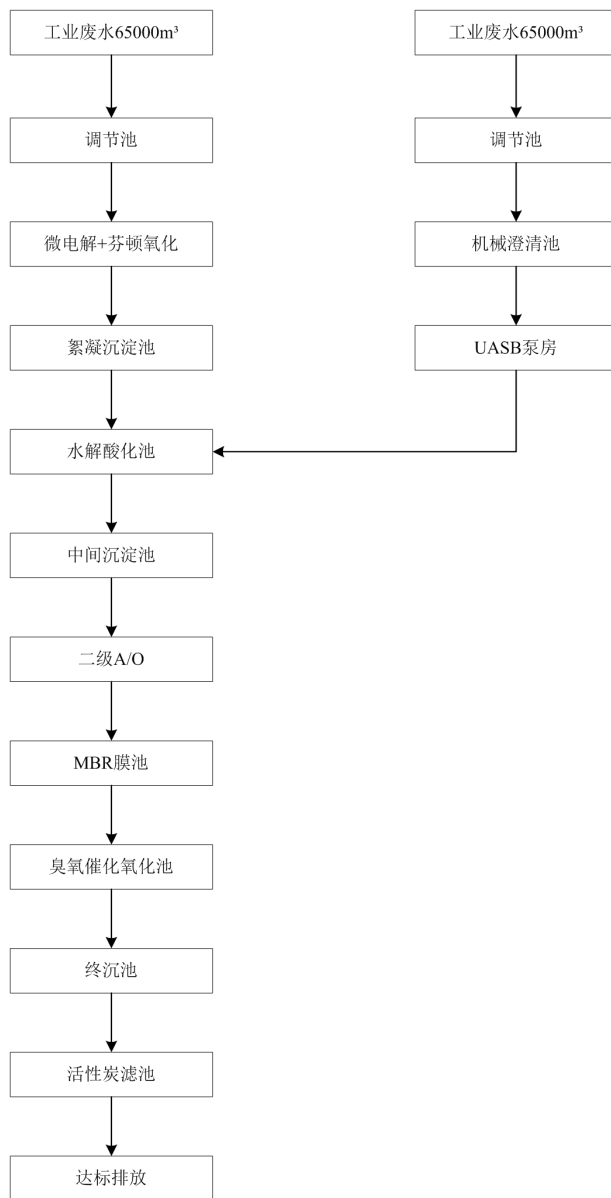 工业废水65000m³
工业废水65000m³
调节池
调节池
微电解+芬顿氧化
机械澄清池
絮凝沉淀池
UASB泵房
水解酸化池
中间沉淀池
二级A/O
MBR膜池
臭氧催化氧化池
终沉池
活性炭滤池
达标排放